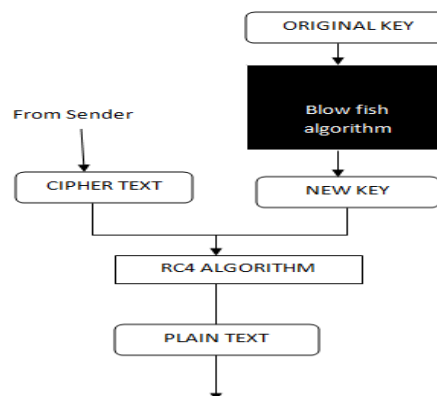 ORIGINAL KEY
Blow fish
algorithm
From Sender
CIPHER TEXT
NEW KEY
RC4 ALGORITHM
PLAIN TEXT